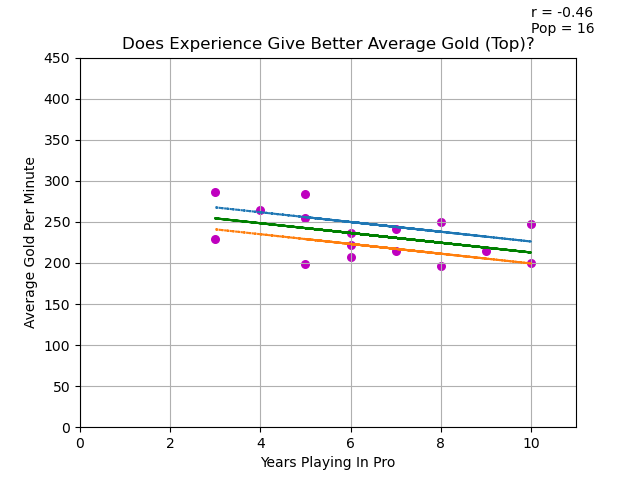 r = -0.46
Pop = 16
Does Experience Give Better Average Gold (Top)?
450
400
350
300
250
200
150
100
50
0
Average Gold Per Minute
0 2 4 6 8 10
Years Playing In Pro